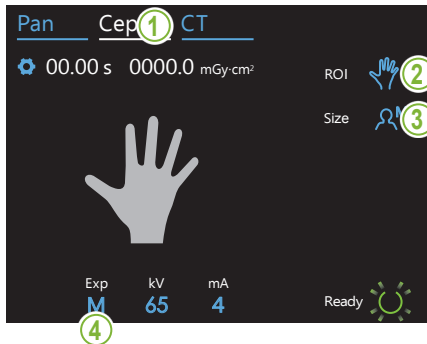 Pan Cep 1 CT
00.00 s 0000.0 mGy·cm²
ROI 2
Size 3
Exp kV mA
M 65 4
Ready
4